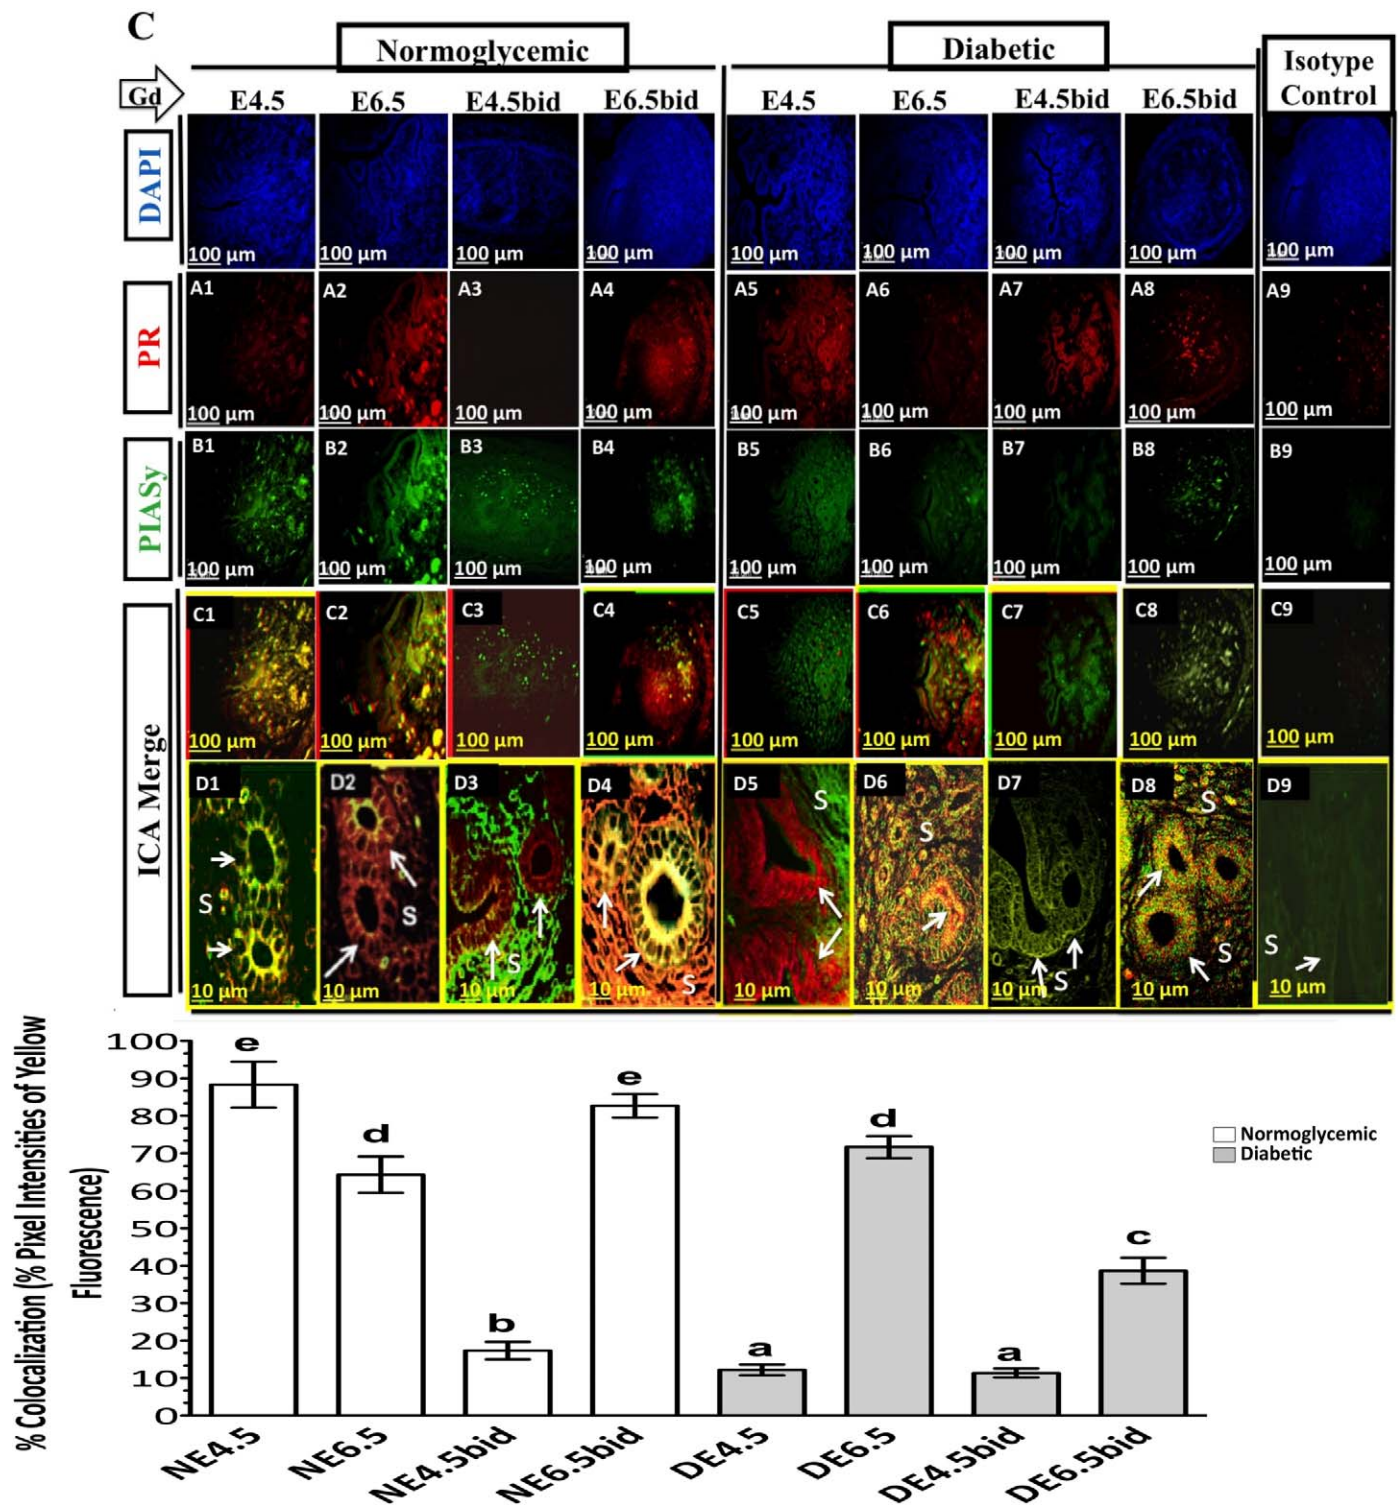 C
Normoglycemic
Diabetic
Isotype
Control
Gd
E4.5 E6.5 E4.5bid E6.5bid E4.5 E6.5 E4.5bid E6.5bid
DAPI
100 µm 100 µm 100 µm 100 µm 100 µm 100 µm 100 µm 100 µm 100 µm
PR
A1 A2 A3 A4 A5 A6 A7 A8 A9
100 µm 100 µm 100 µm 100 µm 100 µm 100 µm 100 µm 100 µm 100 µm
PIASy
B1 B2 B3 B4 B5 B6 B7 B8 B9
100 µm 100 µm 100 µm 100 µm 100 µm 100 µm 100 µm 100 µm 100 µm
ICA Merge
C1 C2 C3 C4 C5 C6 C7 C8 C9
100 µm 100 µm 100 µm 100 µm 100 µm 100 µm 100 µm 100 µm 100 µm
D1 D2 D3 D4 D5 D6 D7 D8 D9
S S S S S S S S S
10 µm 10 µm 10 µm 10 µm 10 µm 10 µm 10 µm 10 µm 10 µm
% Colocalization (% Pixel Intensities of Yellow
Fluorescence)
100
90
80
70
60
50
40
30
20
10
0
e d b e a d a c
Normoglycemic
Diabetic
NE4.5 NE6.5 NE4.5bid NE6.5bid DE4.5 DE6.5 DE4.5bid DE6.5bid